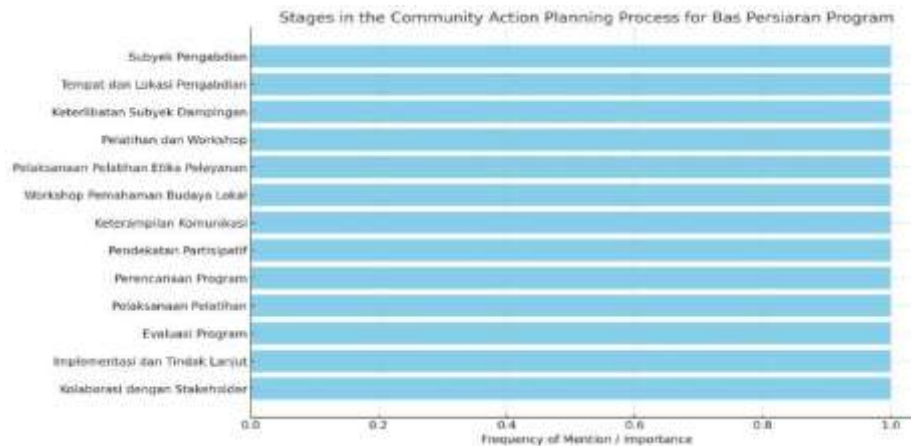 Stages in the Community Action Planning Process for Bas Persiaran Program
Subyek Pengabdian
Tempat dan Lokasi Pengabdian
Keterlibatan Subyek Dampingan
Pelatihan dan Workshop
Pelaksanaan Pelatihan Etika Pelayanan
Workshop Pemahaman Budaya Lokal
Keterampilan Komunikasi
Pendekatan Partisipatif
Perencanaan Program
Pelaksanaan Pelatihan
Evaluasi Program
Implementasi dan Tindak Lanjut
Kolaborasi dengan Stakeholder
0.0 0.2 0.4 0.6 0.8 1.0
Frequency of Mention / Importance